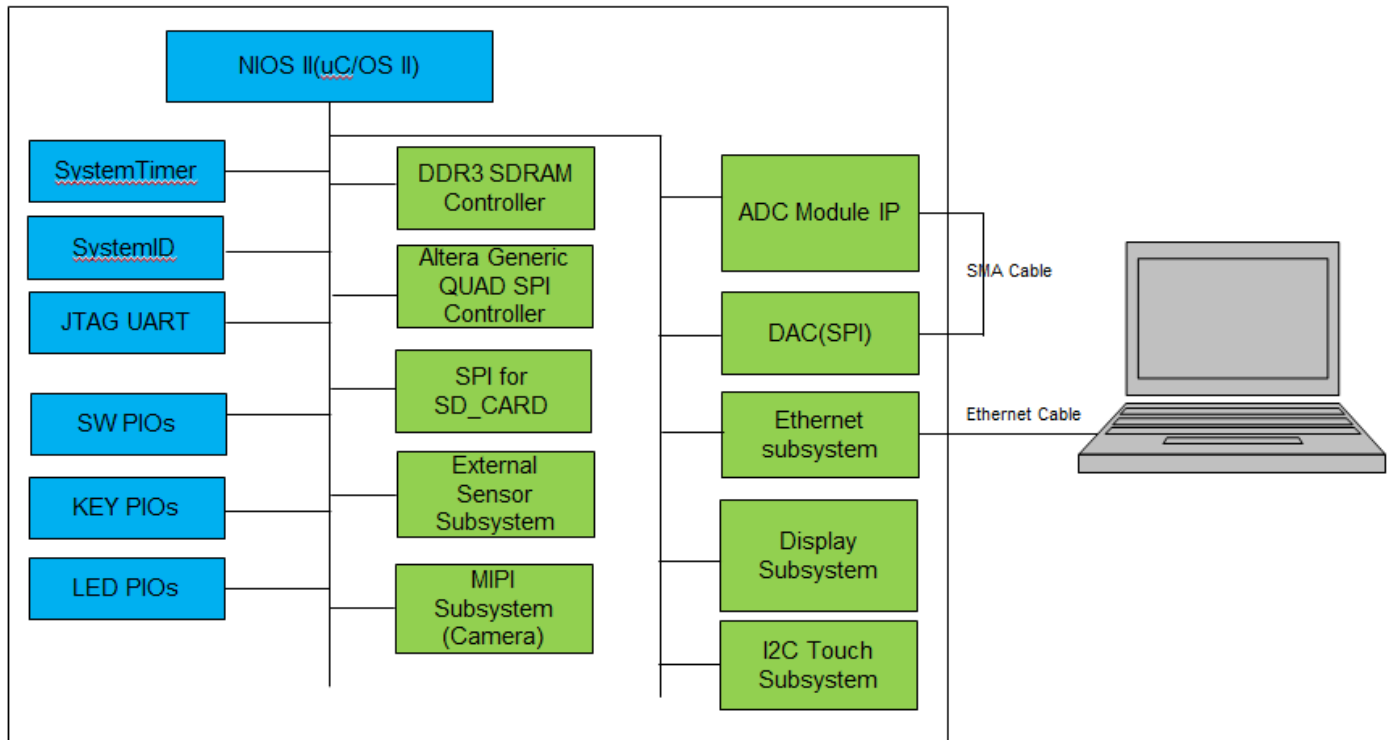 NIOS II(uC/OS II)
SystemTimer
SystemID
JTAG UART
SW PIOs
KEY PIOs
LED PIOs
DDR3 SDRAM
Controller
Altera Generic
QUAD SPI
Controller
SPI for
SD_CARD
External
Sensor
Subsystem
MIPI
Subsystem
(Camera)
ADC Module IP
DAC(SPI)
Ethernet
subsystem
Display
Subsystem
I2C Touch
Subsystem
SMA Cable
Ethernet Cable